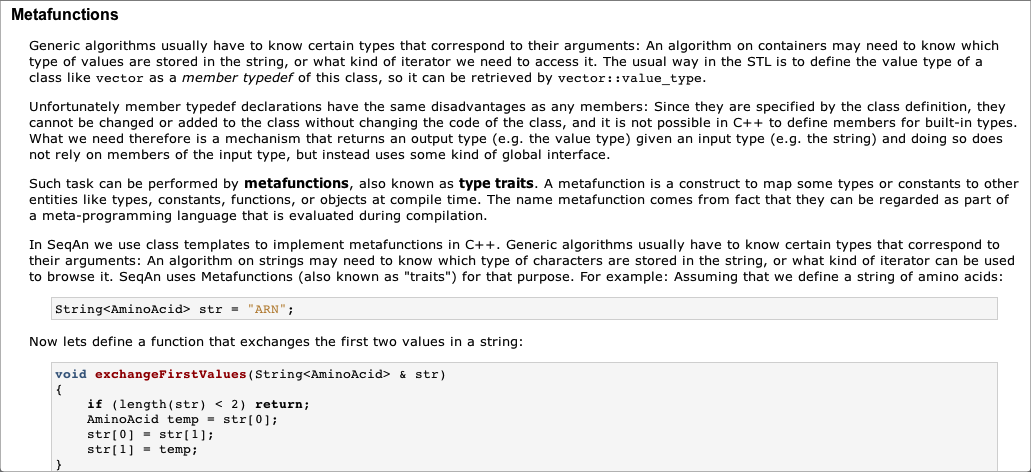 Metafunctions
Generic algorithms usually have to know certain types that correspond to their arguments: An algorithm on containers may need to know which
type of values are stored in the string, or what kind of iterator we need to access it. The usual way in the STL is to define the value type of a
class like vector as a member typedef of this class, so it can be retrieved by vector::value_type.
Unfortunately member typedef declarations have the same disadvantages as any members: Since they are specified by the class definition, they
cannot be changed or added to the class without changing the code of the class, and it is not possible in C++ to define members for built-in types.
What we need therefore is a mechanism that returns an output type (e.g. the value type) given an input type (e.g. the string) and doing so does
not rely on members of the input type, but instead uses some kind of global interface.
Such task can be performed by metafunctions, also known as type traits. A metafunction is a construct to map some types or constants to other
entities like types, constants, functions, or objects at compile time. The name metafunction comes from fact that they can be regarded as part of
a meta-programming language that is evaluated during compilation.
In SeqAn we use class templates to implement metafunctions in C++. Generic algorithms usually have to know certain types that correspond to
their arguments: An algorithm on strings may need to know which type of characters are stored in the string, or what kind of iterator can be used
to browse it. SeqAn uses Metafunctions (also known as "traits") for that purpose. For example: Assuming that we define a string of amino acids:
String<AminoAcid> str = "ARN";
Now lets define a function that exchanges the first two values in a string:
void exchangeFirstValues(String<AminoAcid> & str)
{
    if (length(str) < 2) return;
    AminoAcid temp = str[0];
    str[0] = str[1];
    str[1] = temp;
}